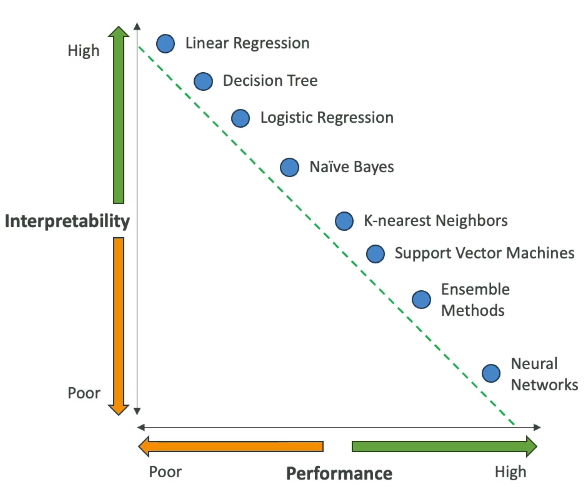 High
Linear Regression
Decision Tree
Logistic Regression
Naïve Bayes
Interpretability
K-nearest Neighbors
Support Vector Machines
Ensemble
Methods
Neural
Networks
Poor
Poor
Performance
High